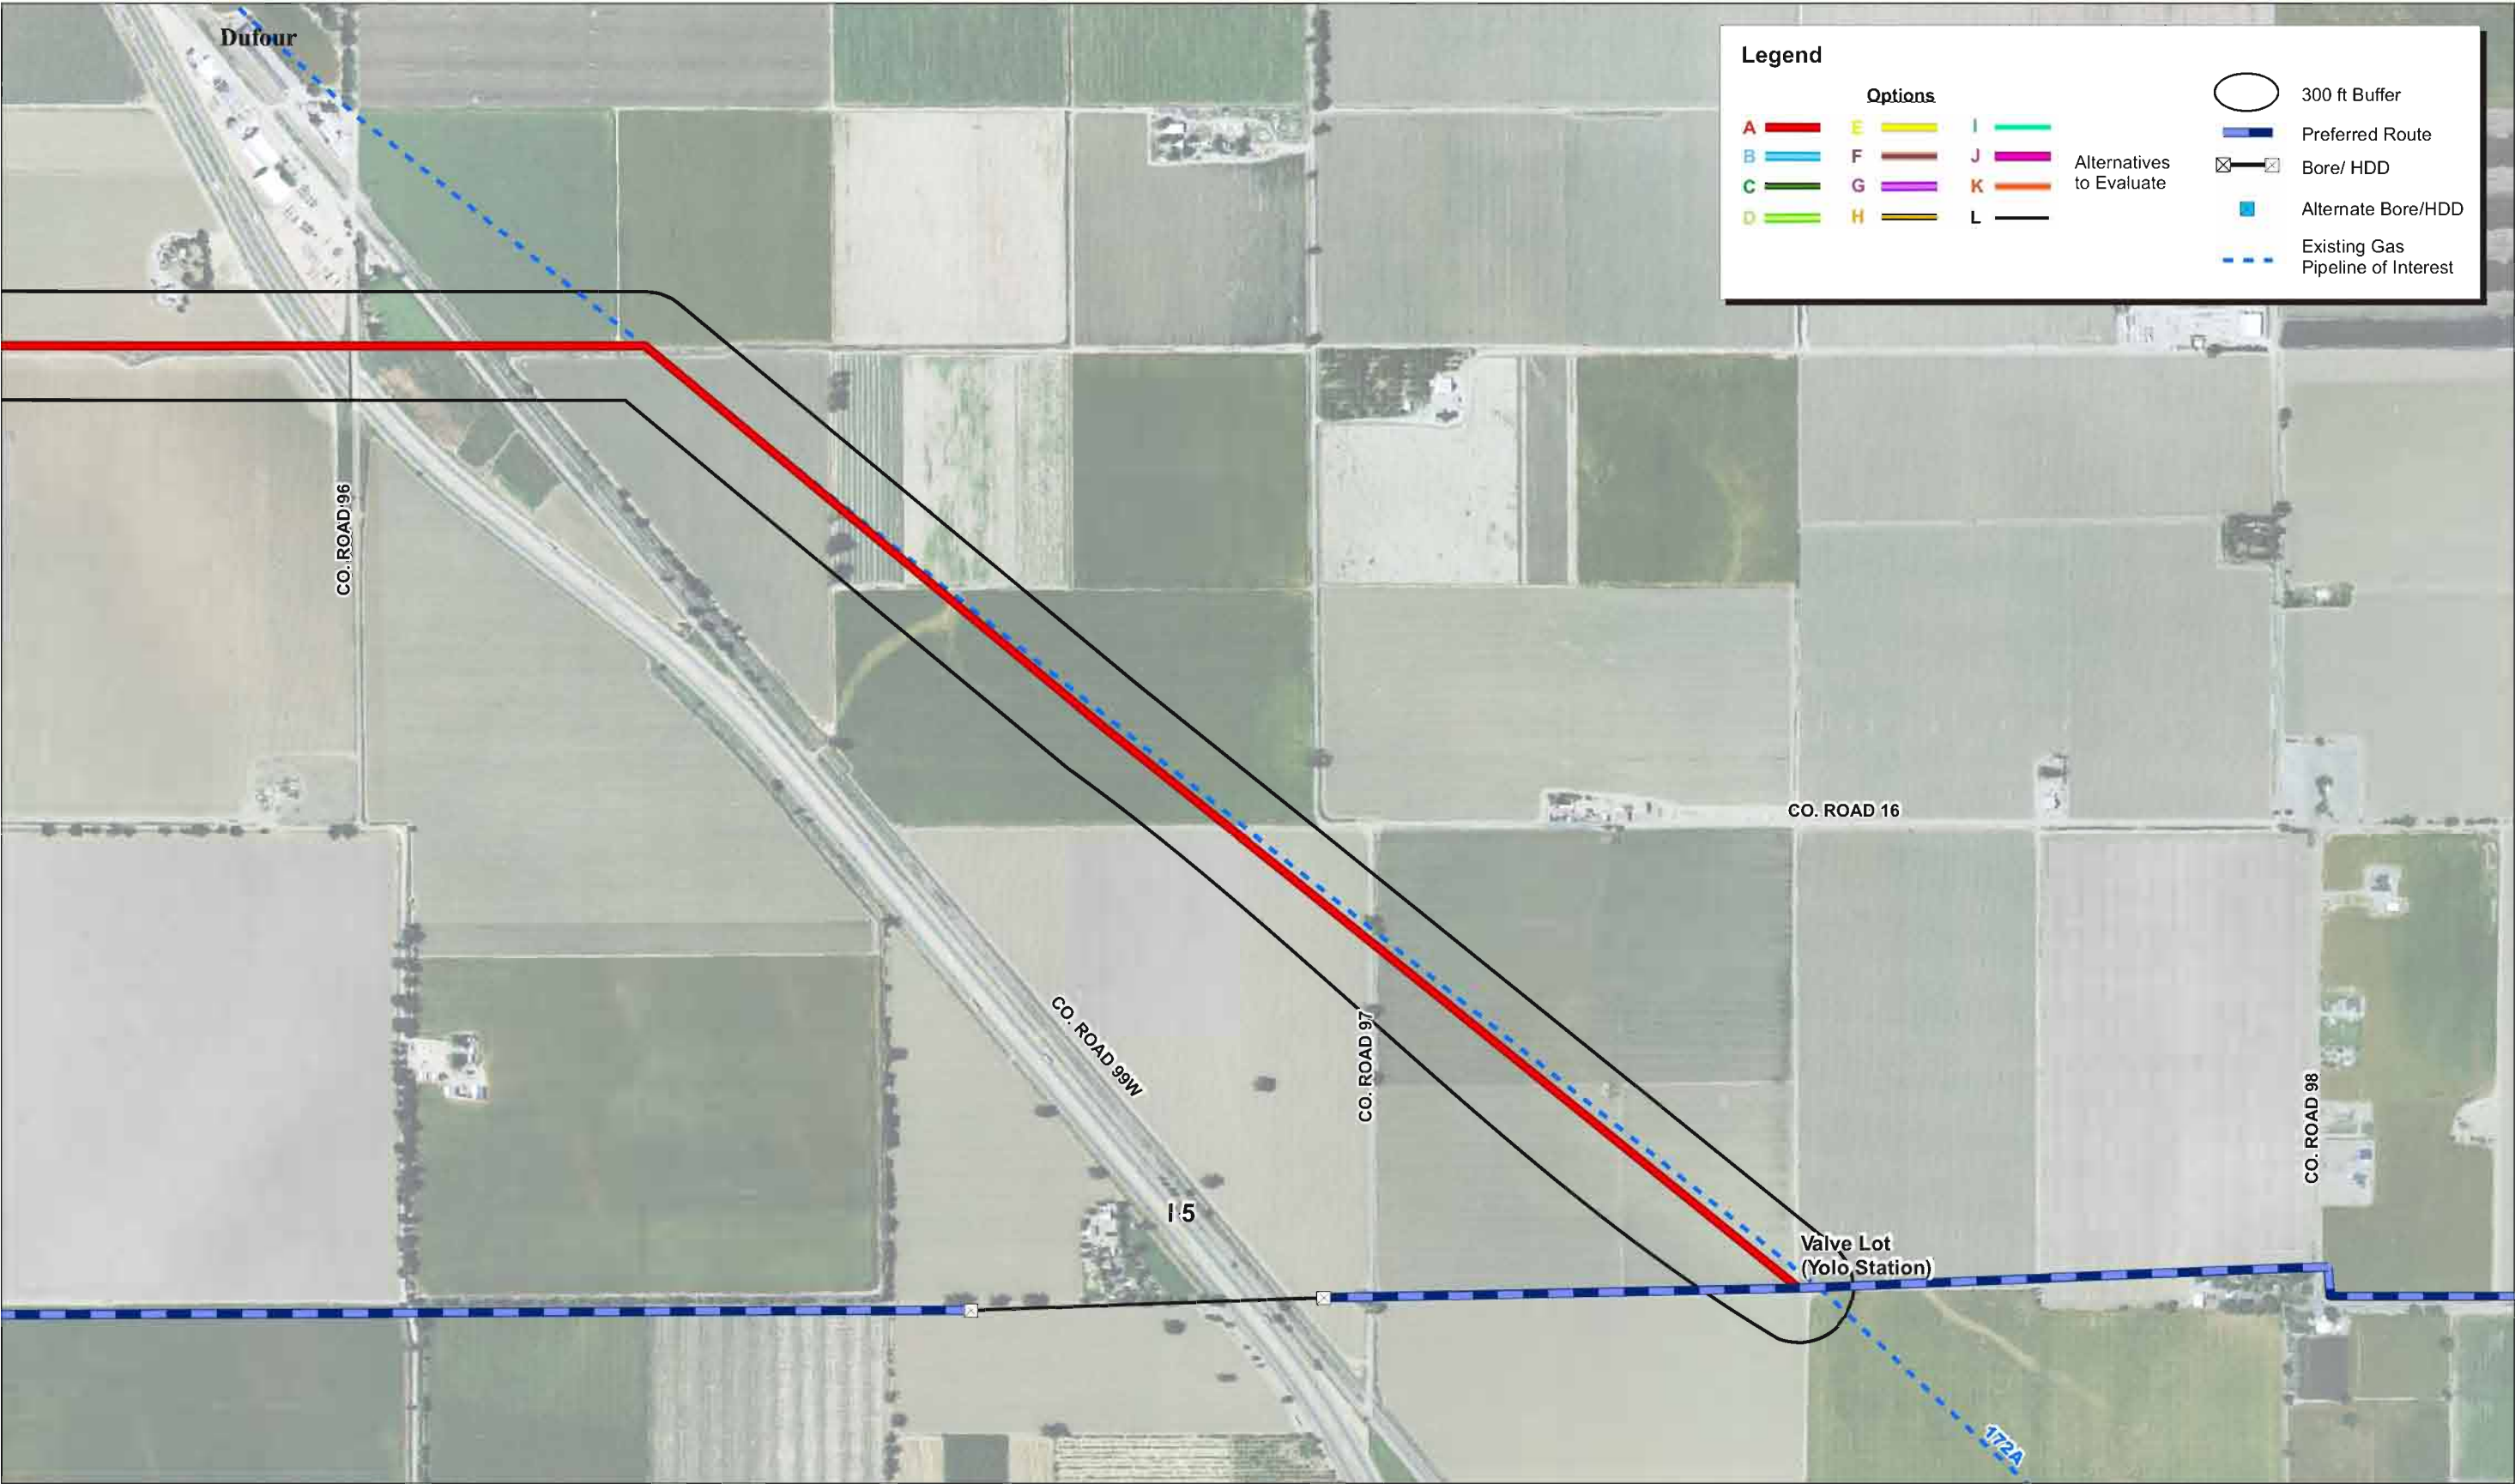 Dufour
Legend
Options
A
E
I
B
F
J
C
G
K
D
H
L
Alternatives
to Evaluate
300 ft Buffer
Preferred Route
Bore/ HDD
Alternate Bore/HDD
Existing Gas
Pipeline of Interest
CO. ROAD 96
CO. ROAD 16
CO. ROAD 99W
CO. ROAD 97
CO. ROAD 98
I-5
Valve Lot
(Yolo Station)
172A